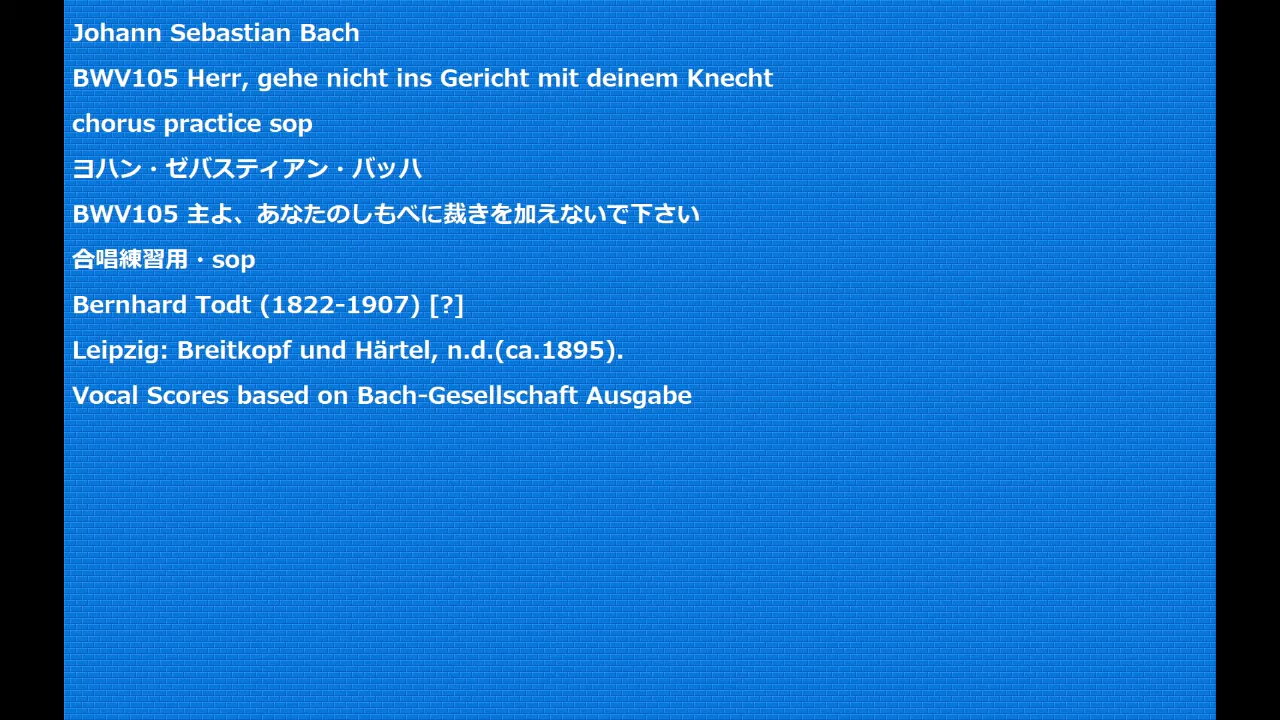 Johann Sebastian Bach
BWV105 Herr, gehe nicht ins Gericht mit deinem Knecht
chorus practice sop
ヨハン・ゼバスティアン・バッハ
BWV105 主よ、あなたのしもべに裁きを加えないで下さい
合唱練習用・sop
Bernhard Todt (1822-1907) [?]
Leipzig: Breitkopf und Härtel, n.d.(ca.1895).
Vocal Scores based on Bach-Gesellschaft Ausgabe